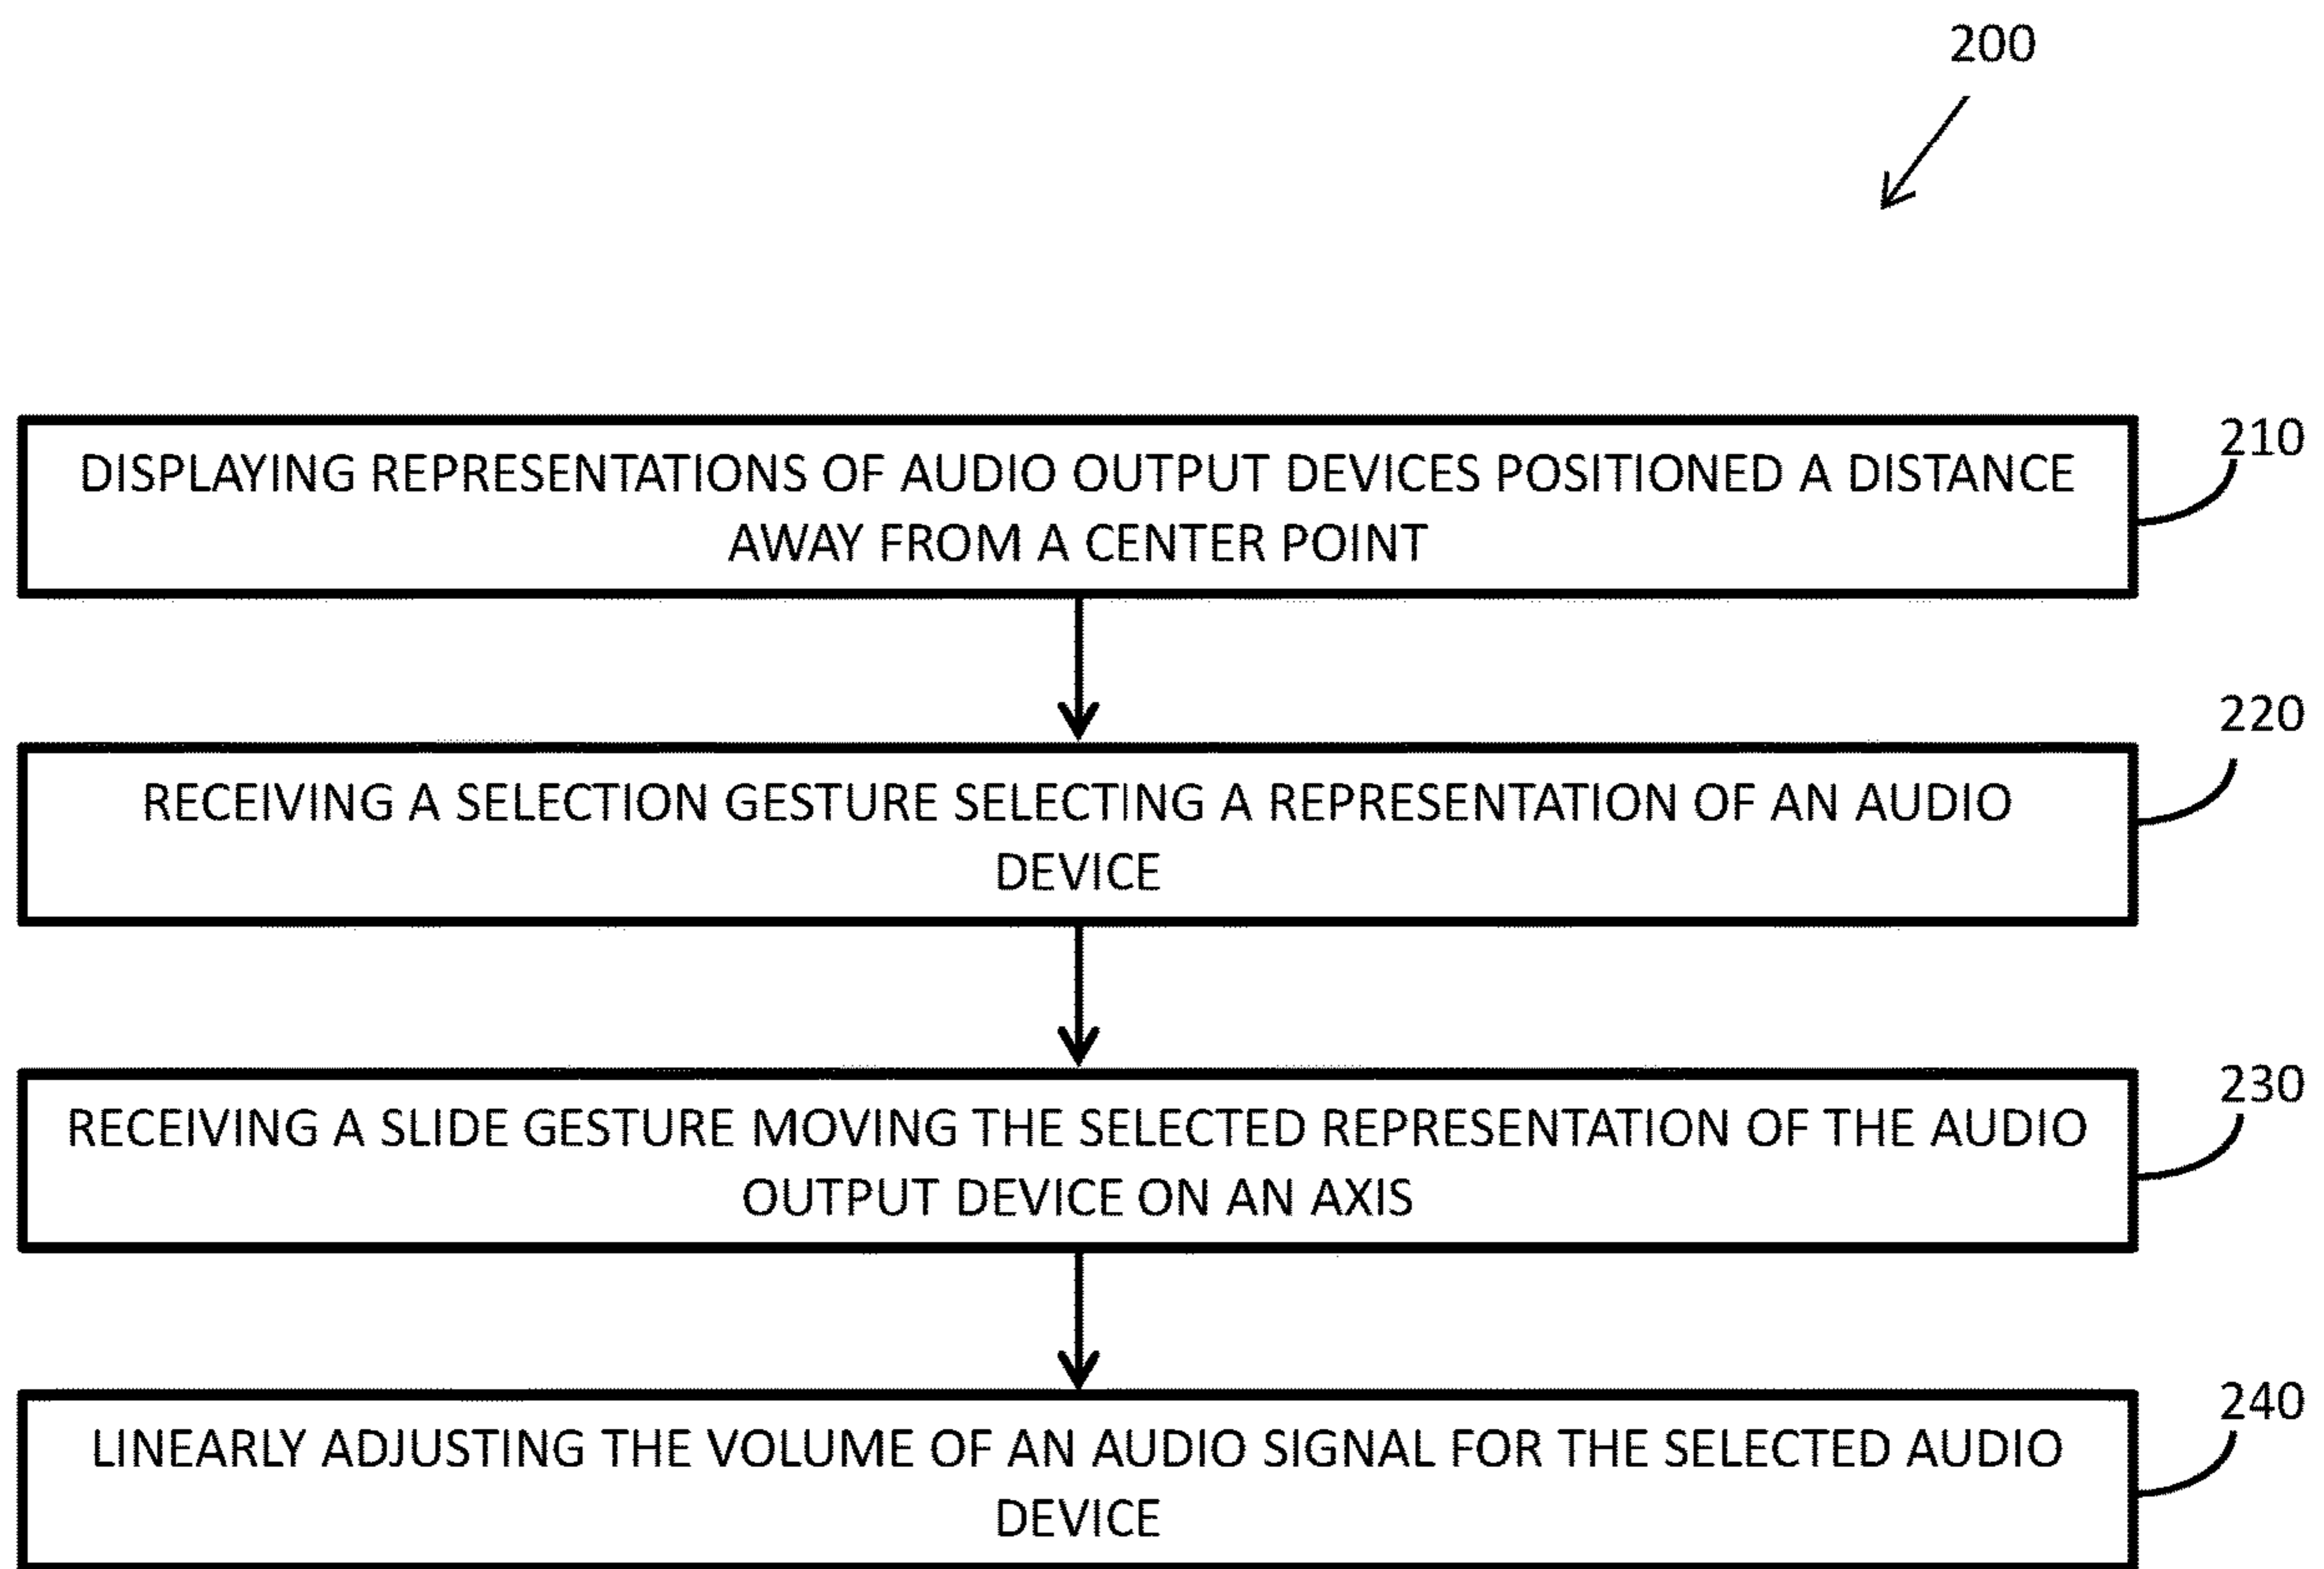 200
DISPLAYING REPRESENTATIONS OF AUDIO OUTPUT DEVICES POSITIONED A DISTANCE
AWAY FROM A CENTER POINT
210
RECEIVING A SELECTION GESTURE SELECTING A REPRESENTATION OF AN AUDIO
DEVICE
220
RECEIVING A SLIDE GESTURE MOVING THE SELECTED REPRESENTATION OF THE AUDIO
OUTPUT DEVICE ON AN AXIS
230
LINEARLY ADJUSTING THE VOLUME OF AN AUDIO SIGNAL FOR THE SELECTED AUDIO
DEVICE
240